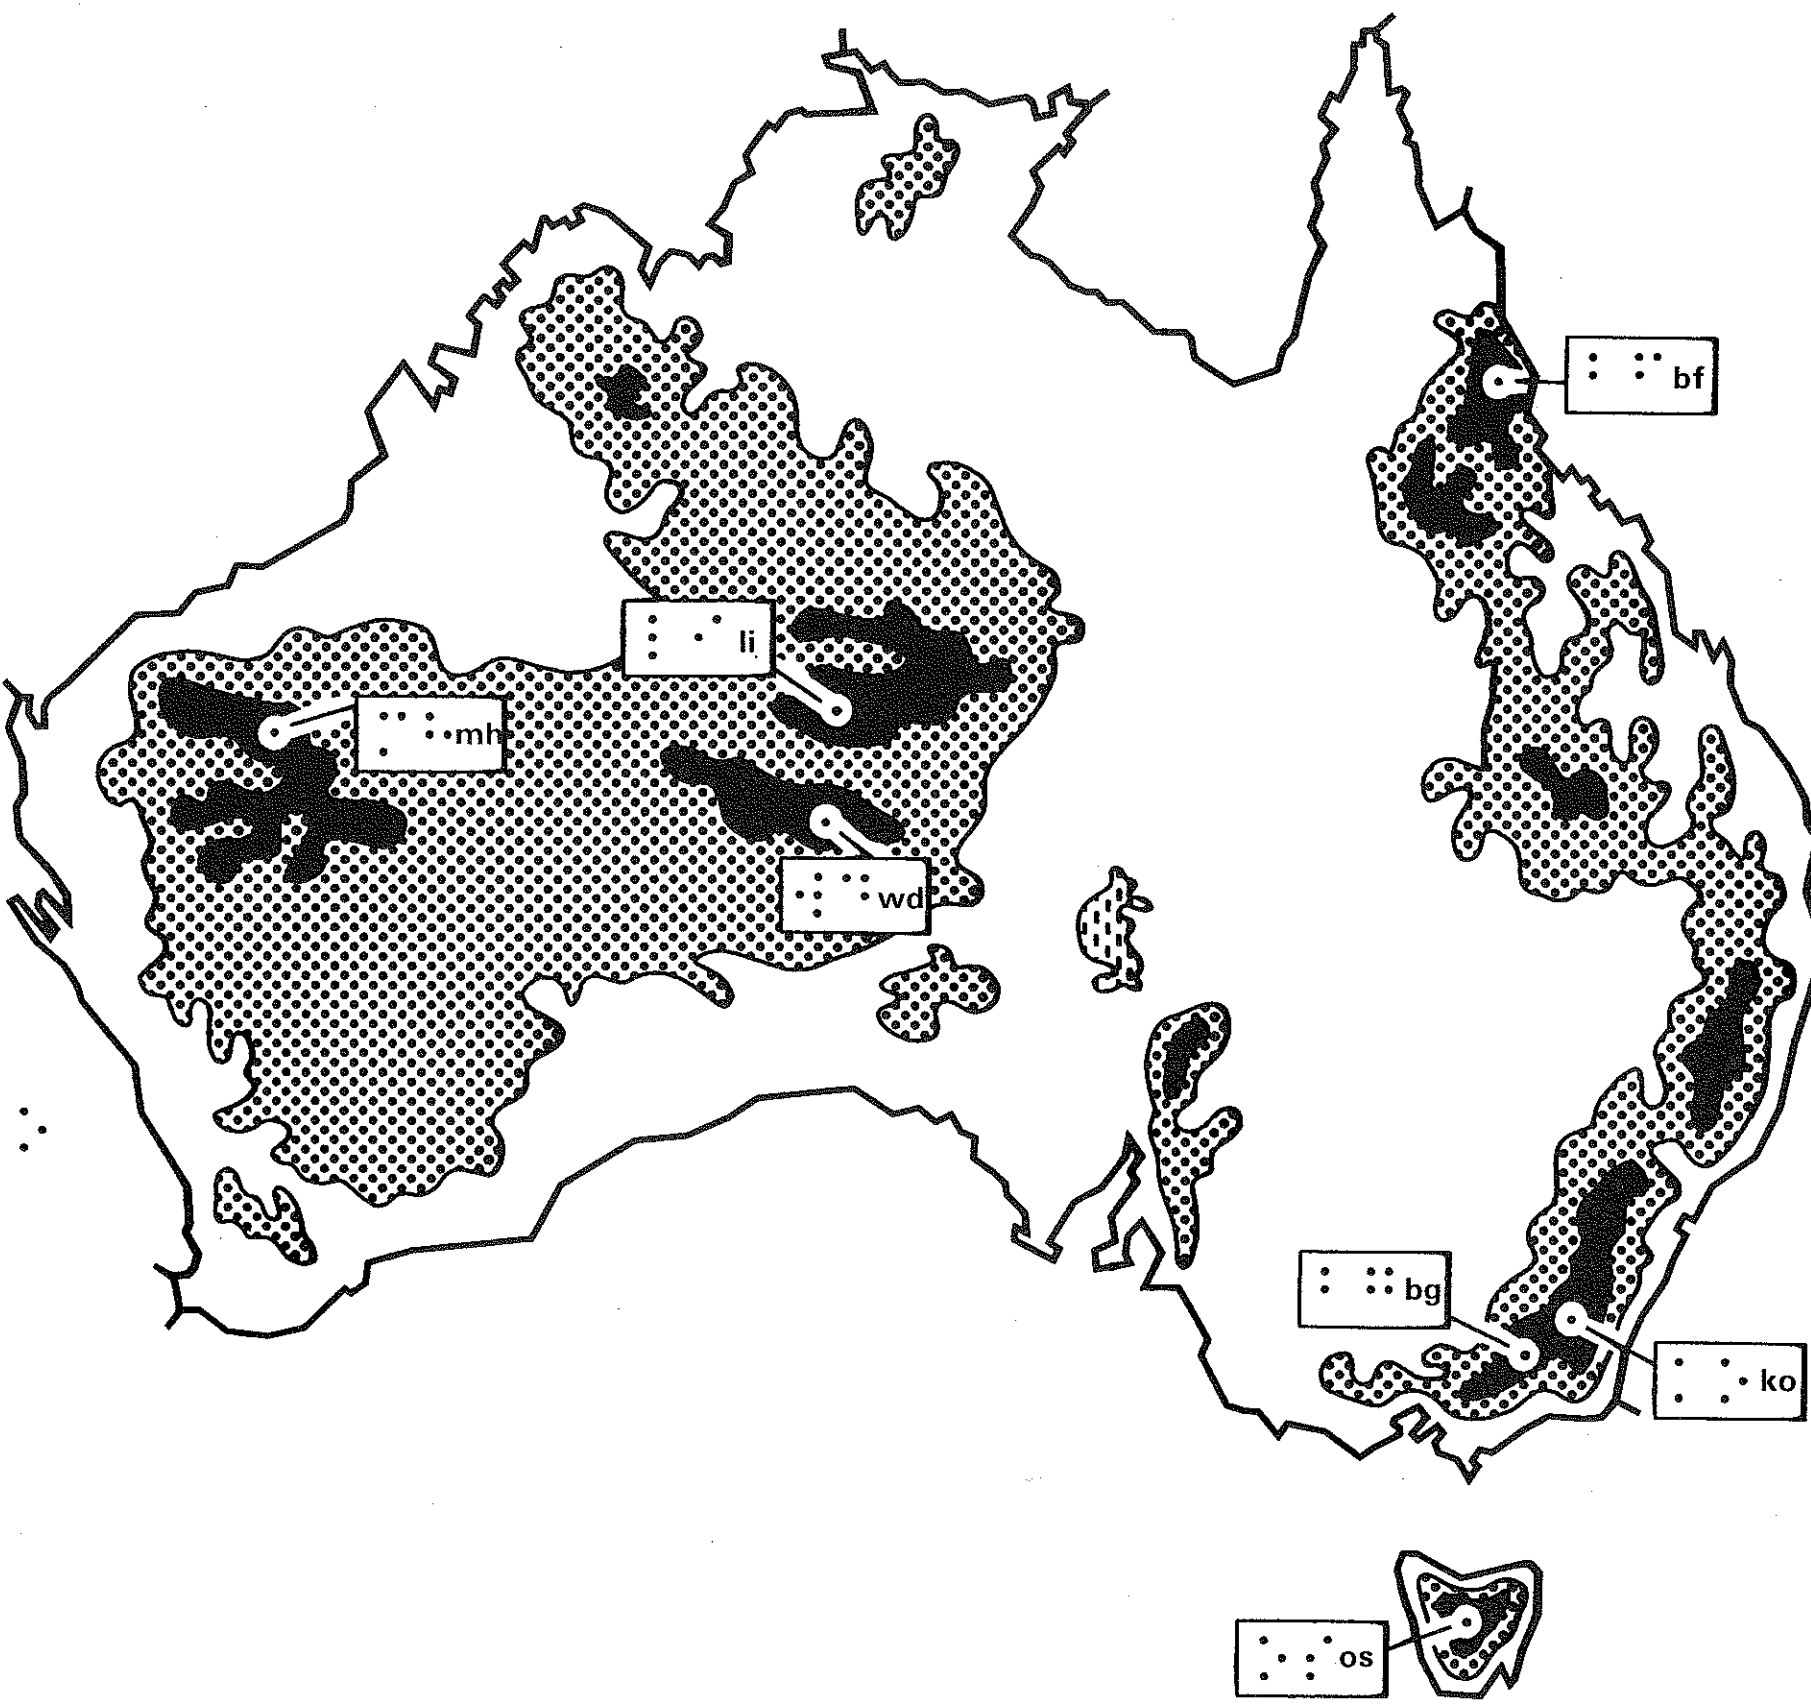 ⠃⠋ bf
⠇⠊ li
⠍⠓ mh
⠺⠙ wd
⠕
⠃⠛ bg
⠅⠕ ko
⠕⠎ os